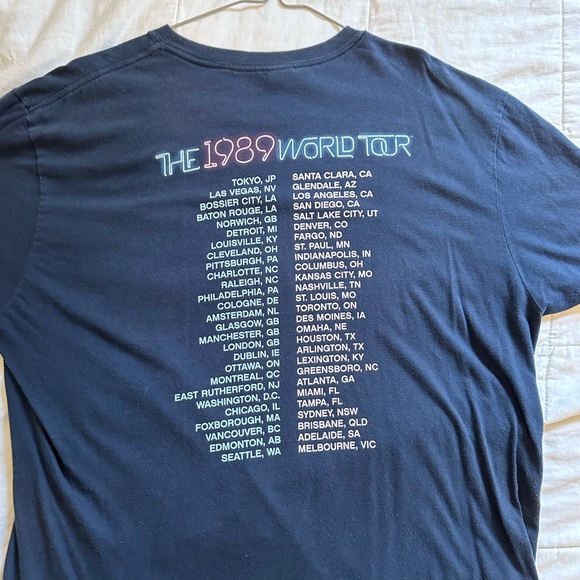 THE 1989 WORLD TOUR
TOKYO, JP
LAS VEGAS, NV
BOSSIER CITY, LA
BATON ROUGE, LA
NORWICH, GB
DETROIT, MI
LOUISVILLE, KY
CLEVELAND, OH
PITTSBURGH, PA
CHARLOTTE, NC
RALEIGH, NC
PHILADELPHIA, PA
COLOGNE, DE
AMSTERDAM, NL
GLASGOW, GB
MANCHESTER, GB
LONDON, GB
DUBLIN, IE
OTTAWA, ON
MONTREAL, QC
EAST RUTHERFORD, NJ
WASHINGTON, D.C.
CHICAGO, IL
FOXBOROUGH, MA
VANCOUVER, BC
EDMONTON, AB
SEATTLE, WA
SANTA CLARA, CA
GLENDALE, AZ
LOS ANGELES, CA
SAN DIEGO, CA
SALT LAKE CITY, UT
DENVER, CO
FARGO, ND
ST. PAUL, MN
INDIANAPOLIS, IN
COLUMBUS, OH
KANSAS CITY, MO
NASHVILLE, TN
ST. LOUIS, MO
TORONTO, ON
DES MOINES, IA
OMAHA, NE
HOUSTON, TX
ARLINGTON, TX
LEXINGTON, KY
GREENSBORO, NC
ATLANTA, GA
MIAMI, FL
TAMPA, FL
SYDNEY, NSW
BRISBANE, QLD
ADELAIDE, SA
MELBOURNE, VIC